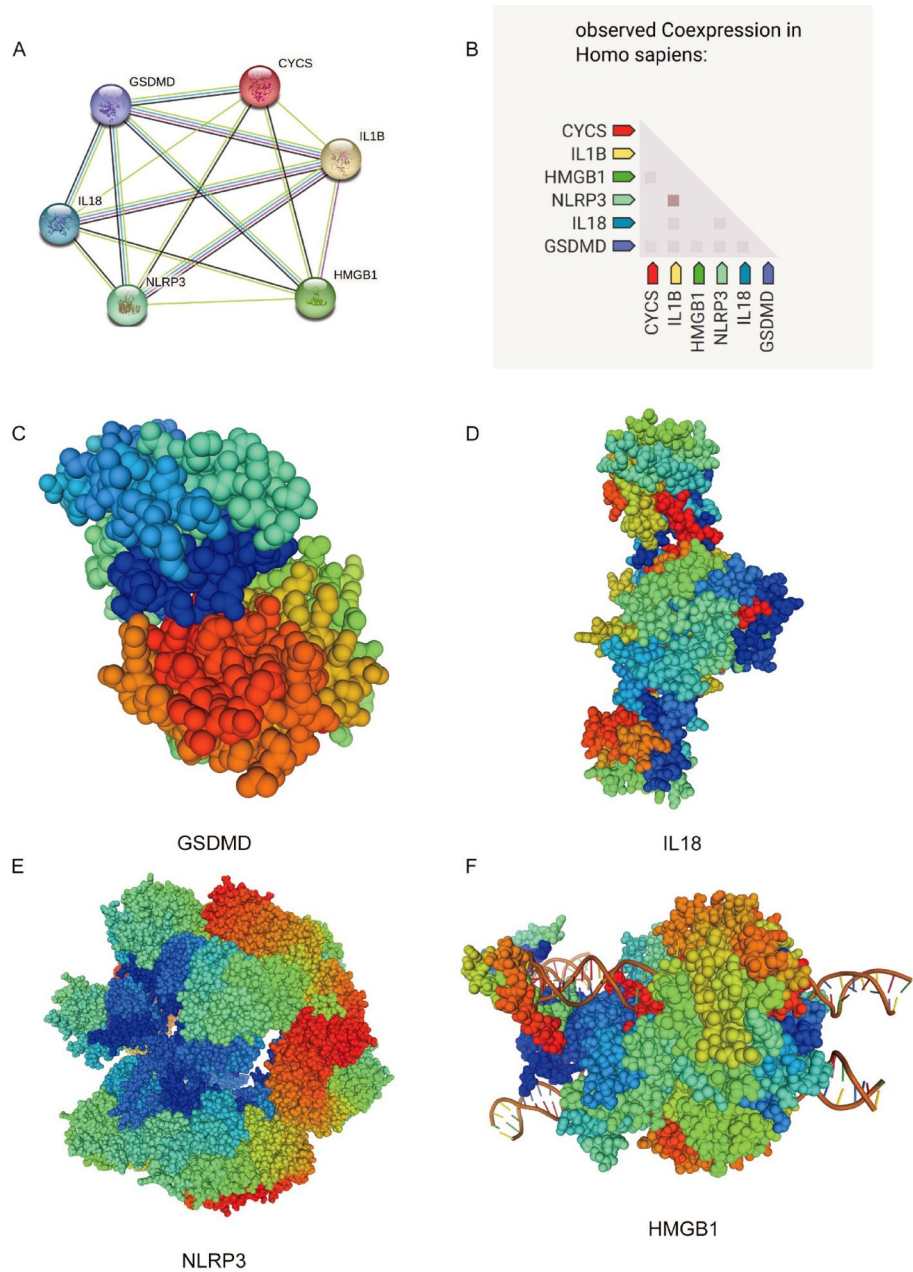 A
GSDMD
CYCS
IL1B
IL18
NLRP3
HMGB1
B
observed Coexpression in
Homo sapiens:
CYCS
IL1B
HMGB1
NLRP3
IL18
GSDMD
CYCS
IL1B
HMGB1
NLRP3
IL18
GSDMD
C
GSDMD
D
IL18
E
NLRP3
F
HMGB1